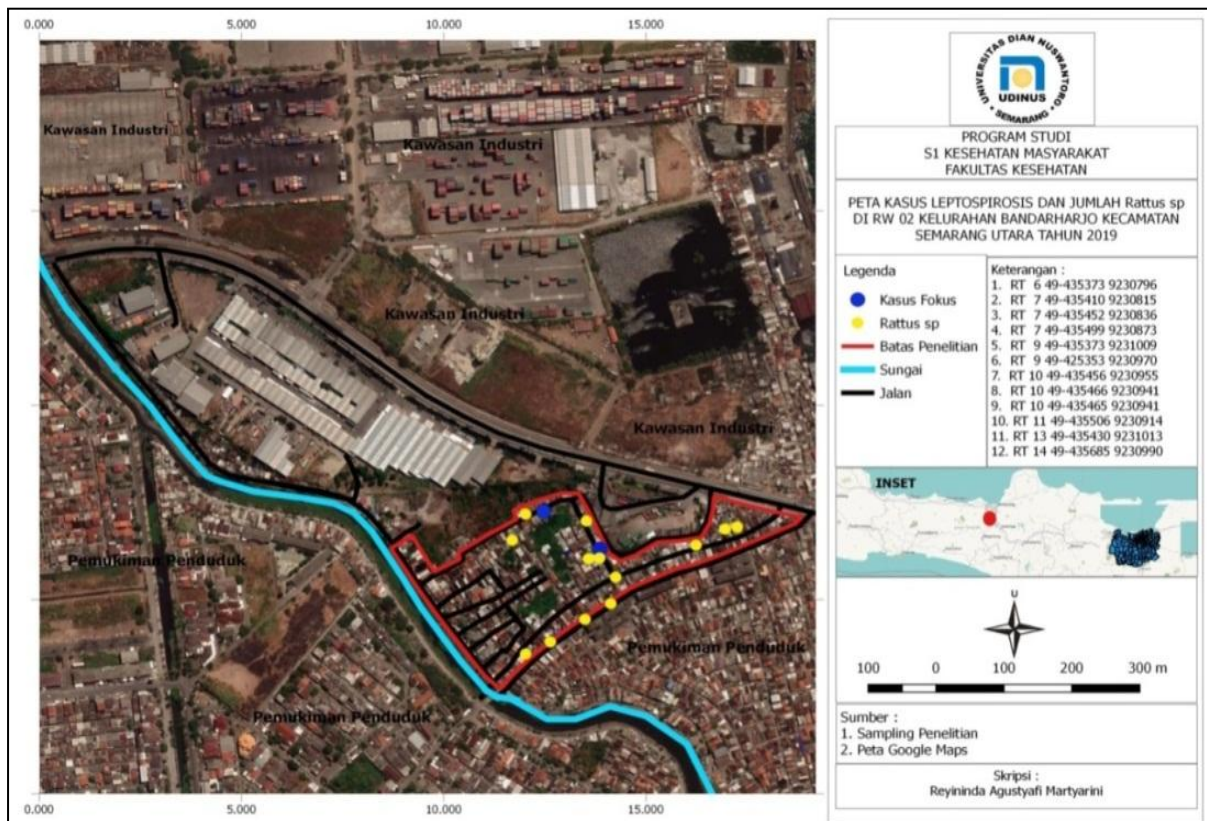 0.000 5.000 10.000 15.000
Kawasan Industri
Kawasan Industri
Kawasan Industri
Kawasan Industri
Pemukiman Penduduk
Pemukiman Penduduk
Pemukiman Penduduk
0.000 5.000 10.000 15.000
UNIVERSITAS DIAN NUSWANTORO
UDINUS
SEMARANG
PROGRAM STUDI
S1 KESEHATAN MASYARAKAT
FAKULTAS KESEHATAN
PETA KASUS LEPTOSPIROSIS DAN JUMLAH Rattus sp
DI RW 02 KELURAHAN BANDARHARJO KECAMATAN
SEMARANG UTARA TAHUN 2019
Legenda
Kasus Fokus
Rattus sp
Batas Penelitian
Sungai
Jalan
Keterangan :
1. RT 6 49-435373 9230796
2. RT 7 49-435410 9230815
3. RT 7 49-435452 9230836
4. RT 7 49-435499 9230873
5. RT 9 49-435373 9231009
6. RT 9 49-425353 9230970
7. RT 10 49-435456 9230955
8. RT 10 49-435466 9230941
9. RT 10 49-435465 9230941
10. RT 11 49-435506 9230914
11. RT 13 49-435430 9231013
12. RT 14 49-435685 9230990
INSET
U
100 0 100 200 300 m
Sumber :
1. Sampling Penelitian
2. Peta Google Maps
Skripsi :
Reyininda Agustyafi Martyarini